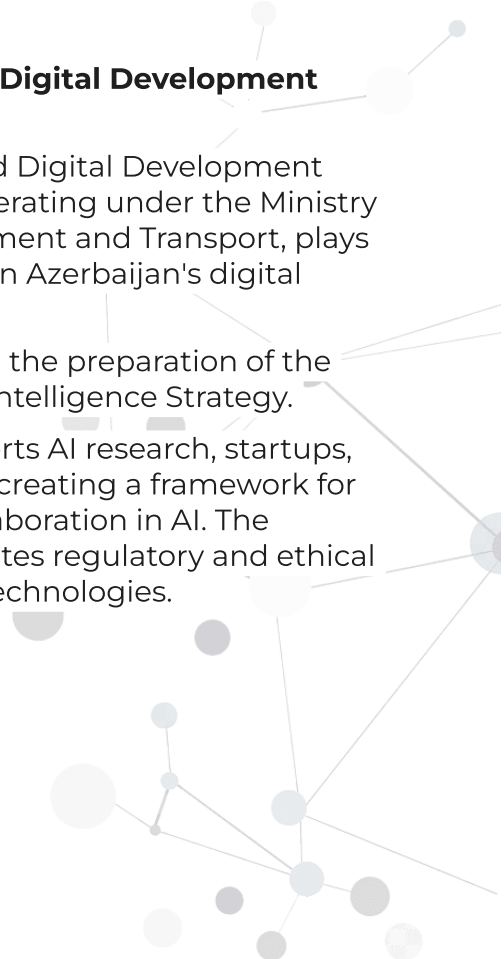 Digital Development
d Digital Development
erating under the Ministry
ment and Transport, plays
n Azerbaijan's digital
the preparation of the
ntelligence Strategy.
rts AI research, startups,
creating a framework for
boration in AI. The
tes regulatory and ethical
echnologies.